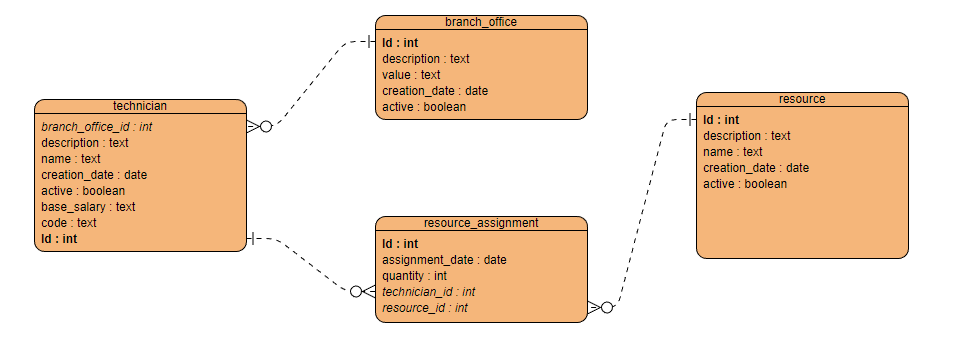 branch_office
Id : int
description : text
value : text
creation_date : date
active : boolean
technician
branch_office_id : int
description : text
name : text
creation_date : date
active : boolean
base_salary : text
code : text
Id : int
resource
Id : int
description : text
name : text
creation_date : date
active : boolean
resource_assignment
Id : int
assignment_date : date
quantity : int
technician_id : int
resource_id : int